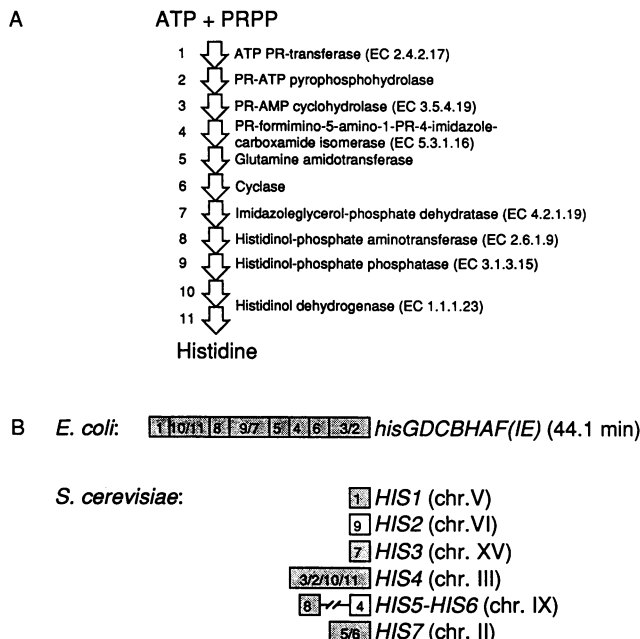 A
ATP + PRPP
1 ATP PR-transferase (EC 2.4.2.17)
2 PR-ATP pyrophosphohydrolase
3 PR-AMP cyclohydrolase (EC 3.5.4.19)
4 PR-formimino-5-amino-1-PR-4-imidazole-
carboxamide isomerase (EC 5.3.1.16)
5 Glutamine amidotransferase
6 Cyclase
7 Imidazoleglycerol-phosphate dehydratase (EC 4.2.1.19)
8 Histidinol-phosphate aminotransferase (EC 2.6.1.9)
9 Histidinol-phosphate phosphatase (EC 3.1.3.15)
10
Histidinol dehydrogenase (EC 1.1.1.23)
11
Histidine
B E. coli: 1 10/11 8 9/7 5 4 6 3/2 hisGDCBHAF(IE) (44.1 min)
S. cerevisiae:
1 HIS1 (chr.V)
9 HIS2 (chr.VI)
7 HIS3 (chr. XV)
3/2/10/11 HIS4 (chr. III)
8 4 HIS5-HIS6 (chr. IX)
5/6 HIS7 (chr. II)